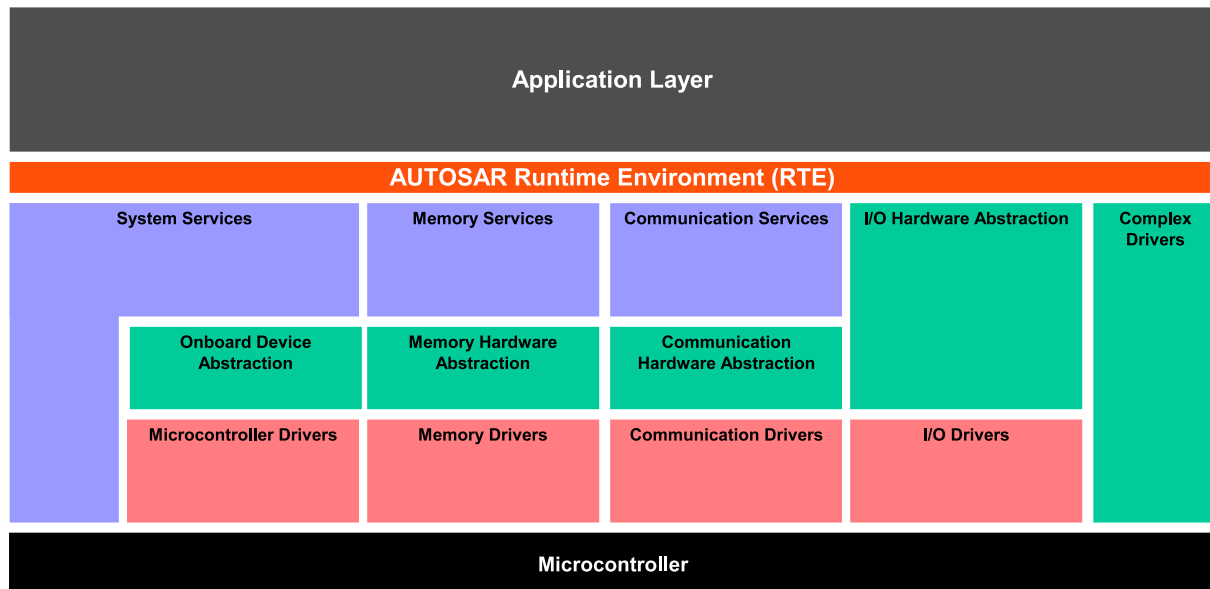 Application Layer
AUTOSAR Runtime Environment (RTE)
System Services
Memory Services
Communication Services
I/O Hardware Abstraction
Complex
Drivers
Onboard Device
Abstraction
Memory Hardware
Abstraction
Communication
Hardware Abstraction
Microcontroller Drivers
Memory Drivers
Communication Drivers
I/O Drivers
Microcontroller